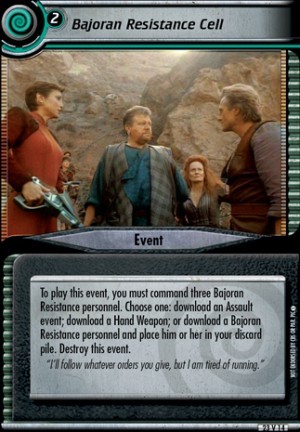 2
Bajoran Resistance Cell
Event
To play this event, you must command three Bajoran
Resistance personnel. Choose one: download an Assault
event; download a Hand Weapon; or download a Bajoran
Resistance personnel and place him or her in your discard
pile. Destroy this event.
"I'll follow whatever orders you give, but I am tired of running."
23 V 14